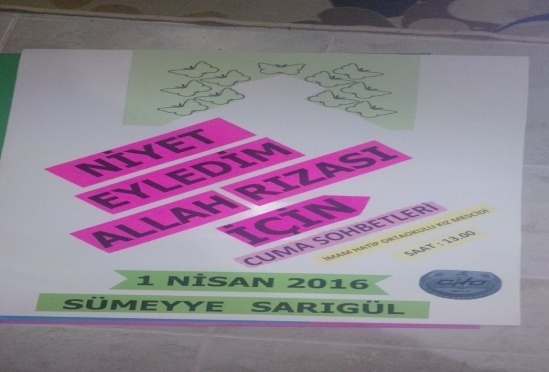 NİYET
EYLEDİM
ALLAH RIZASI
İÇİN
CUMA SOHBETLERİ
İMAM HATİP ORTAOKULU KIZ MESCİDİ
SAAT : 13.00
1 NİSAN 2016
SÜMEYYE SARIGÜL